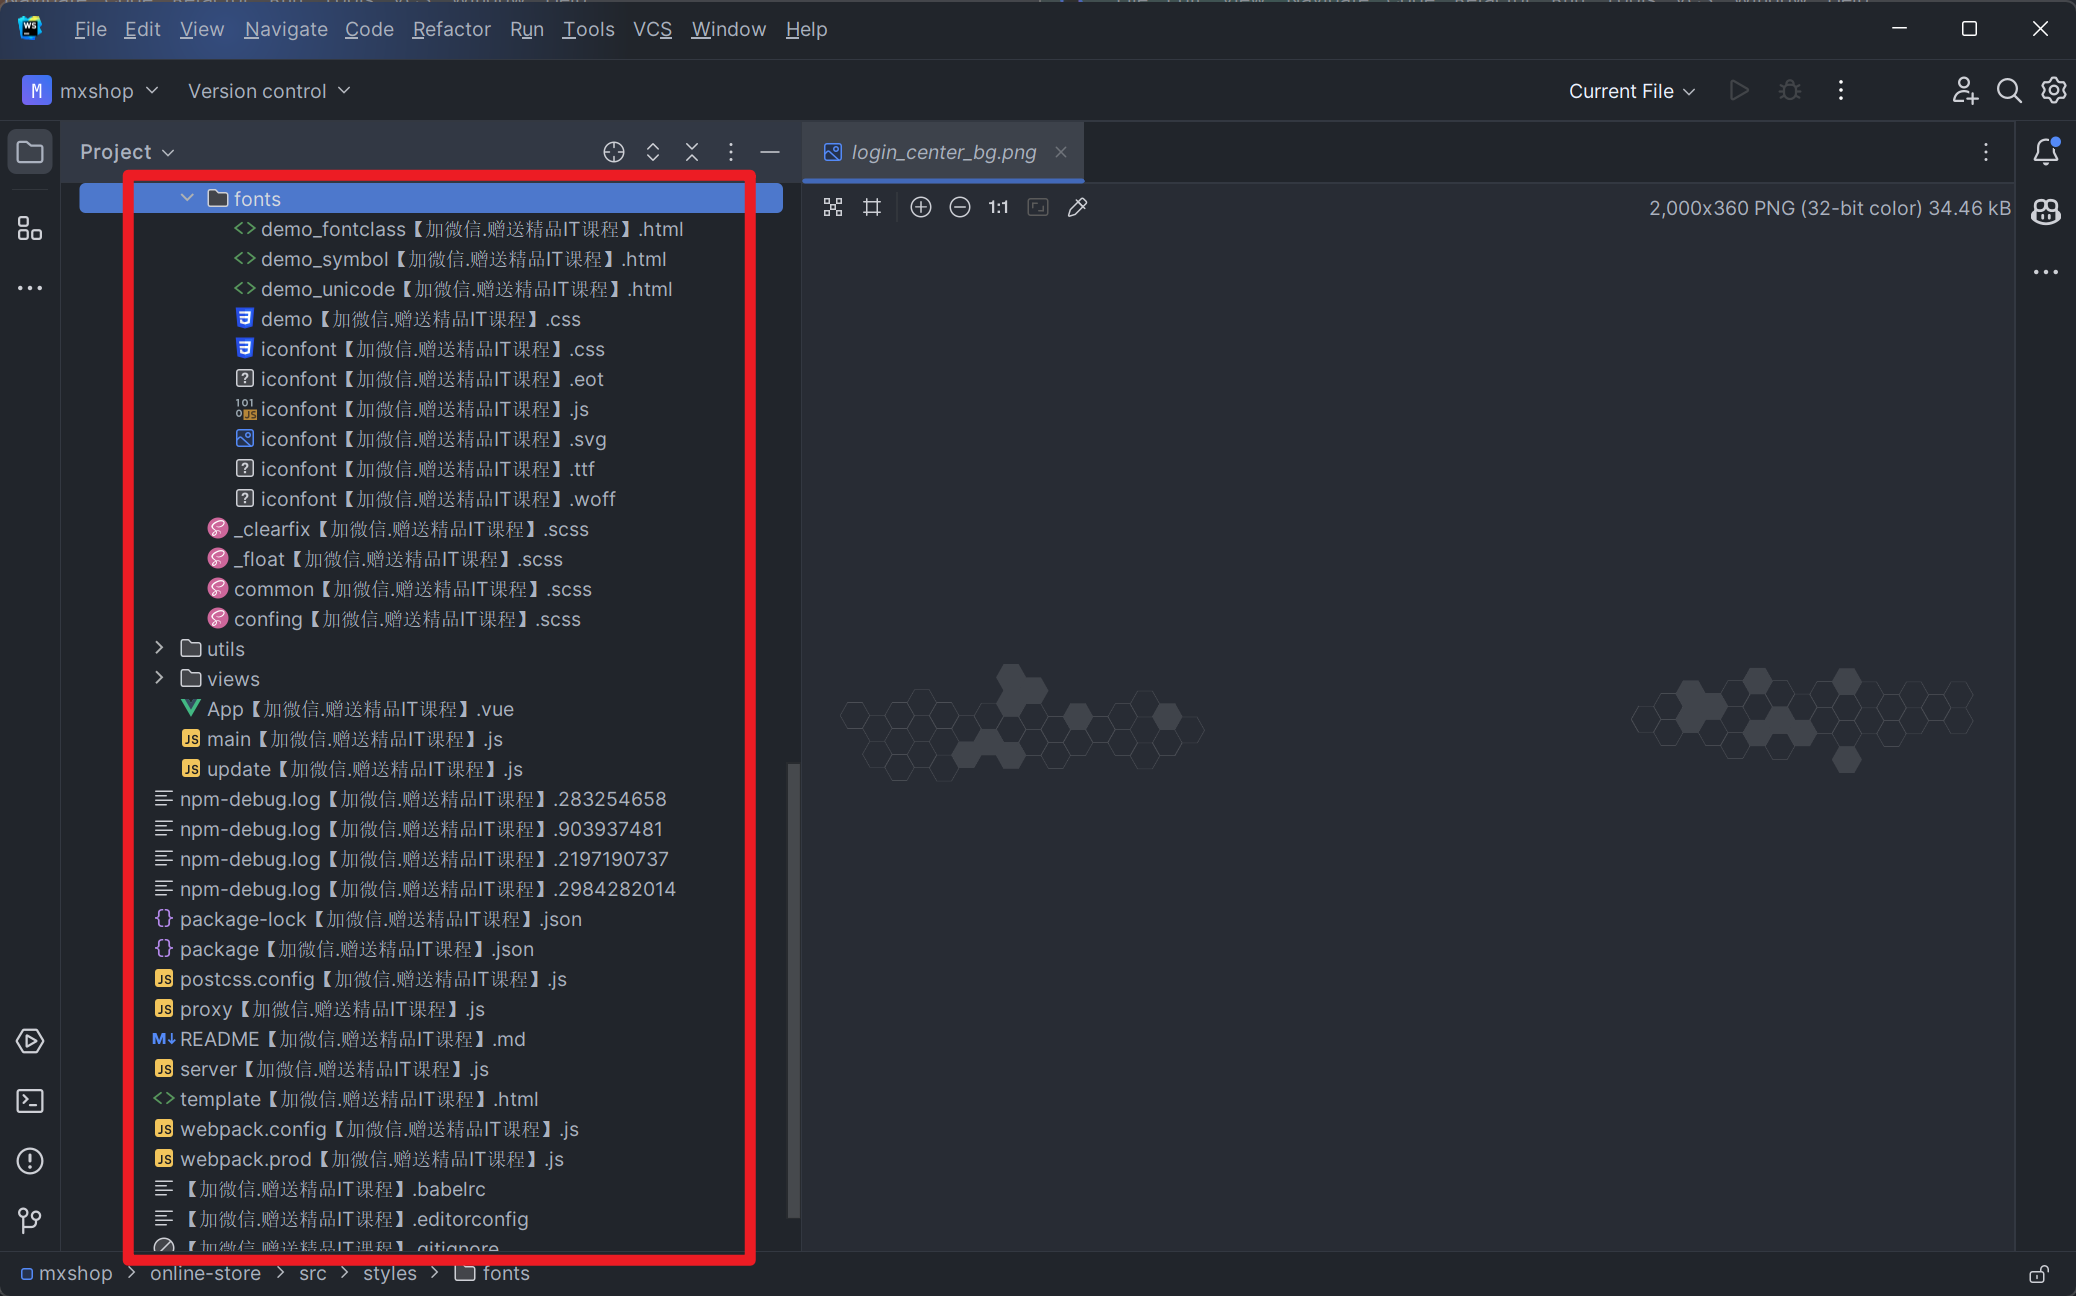 File Edit View Navigate Code Refactor Run Tools VCS Window Help
M mxshop Version control Current File
Project
login_center_bg.png
1:1 2,000x360 PNG (32-bit color) 34.46 kB
fonts
demo_fontclass【加微信.赠送精品IT课程】.html
demo_symbol【加微信.赠送精品IT课程】.html
demo_unicode【加微信.赠送精品IT课程】.html
demo【加微信.赠送精品IT课程】.css
iconfont【加微信.赠送精品IT课程】.css
iconfont【加微信.赠送精品IT课程】.eot
iconfont【加微信.赠送精品IT课程】.js
iconfont【加微信.赠送精品IT课程】.svg
iconfont【加微信.赠送精品IT课程】.ttf
iconfont【加微信.赠送精品IT课程】.woff
_clearfix【加微信.赠送精品IT课程】.scss
_float【加微信.赠送精品IT课程】.scss
common【加微信.赠送精品IT课程】.scss
confing【加微信.赠送精品IT课程】.scss
utils
views
App【加微信.赠送精品IT课程】.vue
main【加微信.赠送精品IT课程】.js
update【加微信.赠送精品IT课程】.js
npm-debug.log【加微信.赠送精品IT课程】.283254658
npm-debug.log【加微信.赠送精品IT课程】.903937481
npm-debug.log【加微信.赠送精品IT课程】.2197190737
npm-debug.log【加微信.赠送精品IT课程】.2984282014
package-lock【加微信.赠送精品IT课程】.json
package【加微信.赠送精品IT课程】.json
postcss.config【加微信.赠送精品IT课程】.js
proxy【加微信.赠送精品IT课程】.js
README【加微信.赠送精品IT课程】.md
server【加微信.赠送精品IT课程】.js
template【加微信.赠送精品IT课程】.html
webpack.config【加微信.赠送精品IT课程】.js
webpack.prod【加微信.赠送精品IT课程】.js
【加微信.赠送精品IT课程】.babelrc
【加微信.赠送精品IT课程】.editorconfig
【加微信.赠送精品IT课程】.gitignore
mxshop > online-store > src > styles > fonts